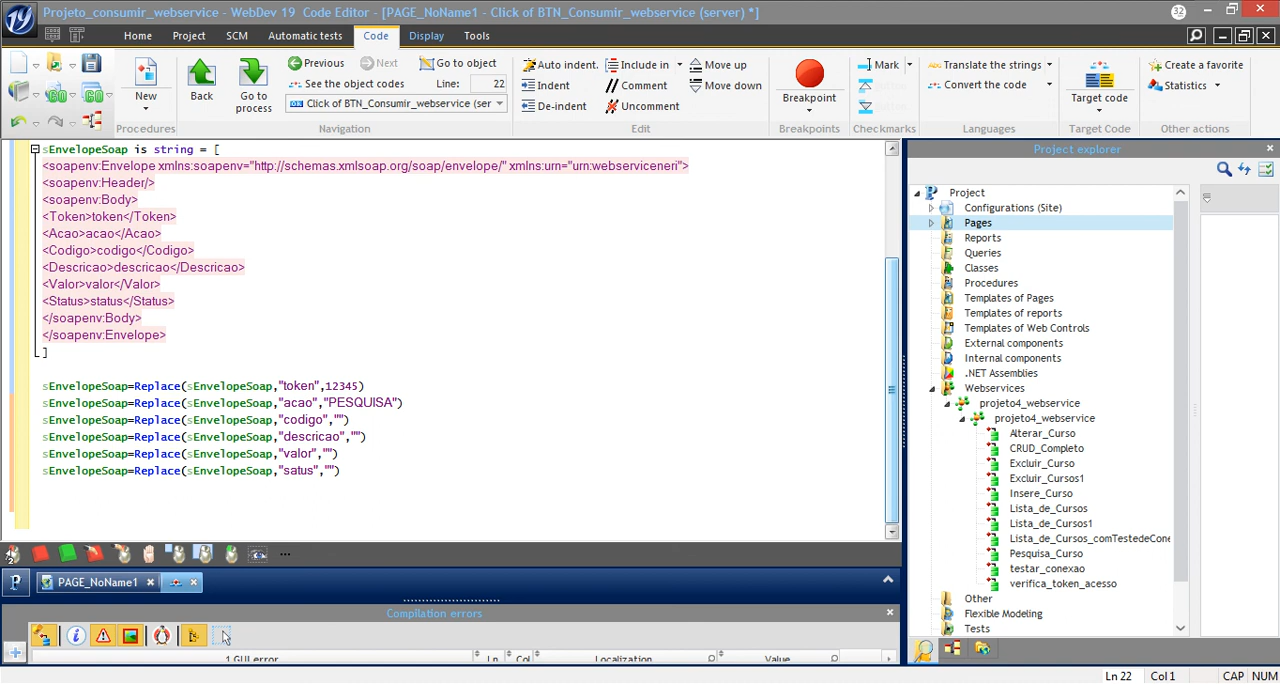 Projeto_consumir_webservice - WebDev 19 Code Editor - [PAGE_NoName1 - Click of BTN_Consumir_webservice (server) *]
32
Home Project SCM Automatic tests Code Display Tools
New
Procedures
Back
Go to process
Previous Next Go to object
See the object codes Line: 22
Click of BTN_Consumir_webservice (ser
Navigation
Auto indent. Include in Move up
Indent // Comment Move down
De-indent Uncomment
Edit
Breakpoint
Breakpoints
Mark
Checkmarks
Translate the strings
Convert the code
Languages
Target code
Target Code
Create a favorite
Statistics
Other actions
sEnvelopeSoap is string = [
<soapenv:Envelope xmlns:soapenv="http://schemas.xmlsoap.org/soap/envelope/" xmlns:urn="urn:webserviceneri">
<soapenv:Header/>
<soapenv:Body>
<Token>token</Token>
<Acao>acao</Acao>
<Codigo>codigo</Codigo>
<Descricao>descricao</Descricao>
<Valor>valor</Valor>
<Status>status</Status>
</soapenv:Body>
</soapenv:Envelope>
]
sEnvelopeSoap=Replace(sEnvelopeSoap,"token",12345)
sEnvelopeSoap=Replace(sEnvelopeSoap,"acao","PESQUISA")
sEnvelopeSoap=Replace(sEnvelopeSoap,"codigo","")
sEnvelopeSoap=Replace(sEnvelopeSoap,"descricao","")
sEnvelopeSoap=Replace(sEnvelopeSoap,"valor","")
sEnvelopeSoap=Replace(sEnvelopeSoap,"satus","")
PAGE_NoName1
Compilation errors
1 GUI error Ln Col Localization Value
Project explorer
Project
Configurations (Site)
Pages
Reports
Queries
Classes
Procedures
Templates of Pages
Templates of reports
Templates of Web Controls
External components
Internal components
.NET Assemblies
Webservices
projeto4_webservice
projeto4_webservice
Alterar_Curso
CRUD_Completo
Excluir_Curso
Excluir_Curso1
Insere_Curso
Lista_de_Cursos
Lista_de_Cursos1
Lista_de_Cursos_comTestedeCone
Pesquisa_Curso
testar_conexao
verifica_token_acesso
Other
Flexible Modeling
Tests
Ln 22 Col 1 CAP NUM